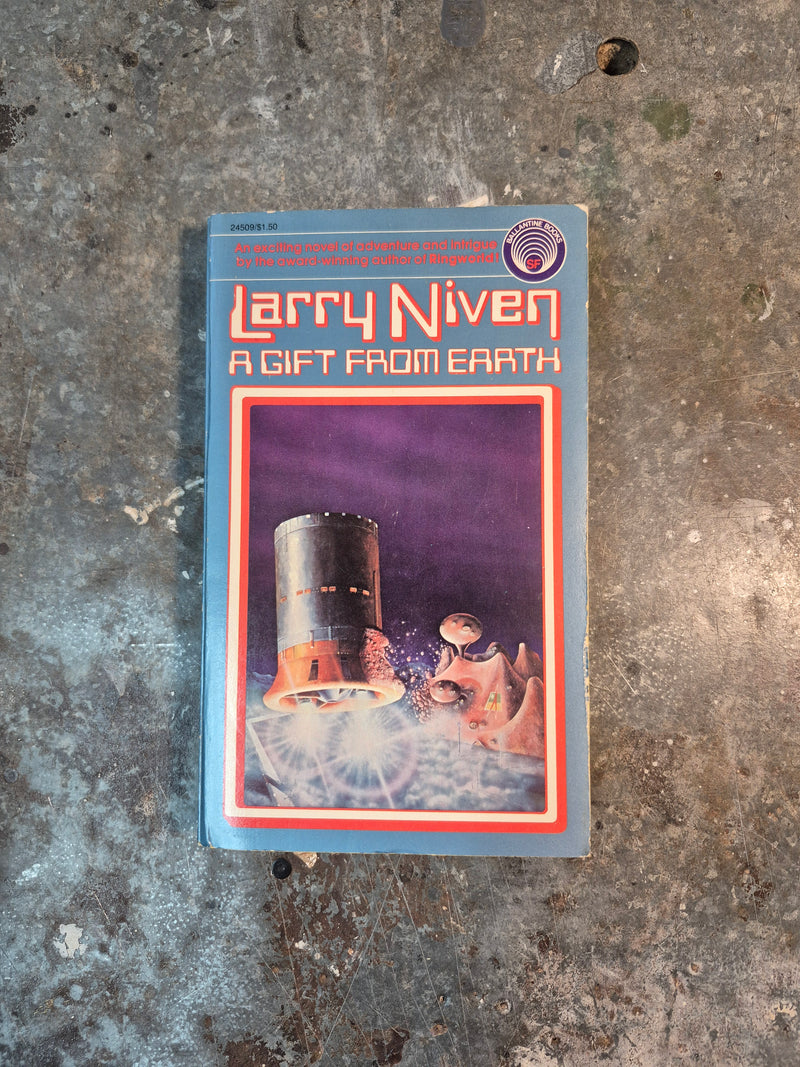 24509/$1.50
An exciting novel of adventure and intrigue
by the award-winning author of Ringworld!
BALLANTINE BOOKS
SF
Larry Niven
A GIFT FROM EARTH